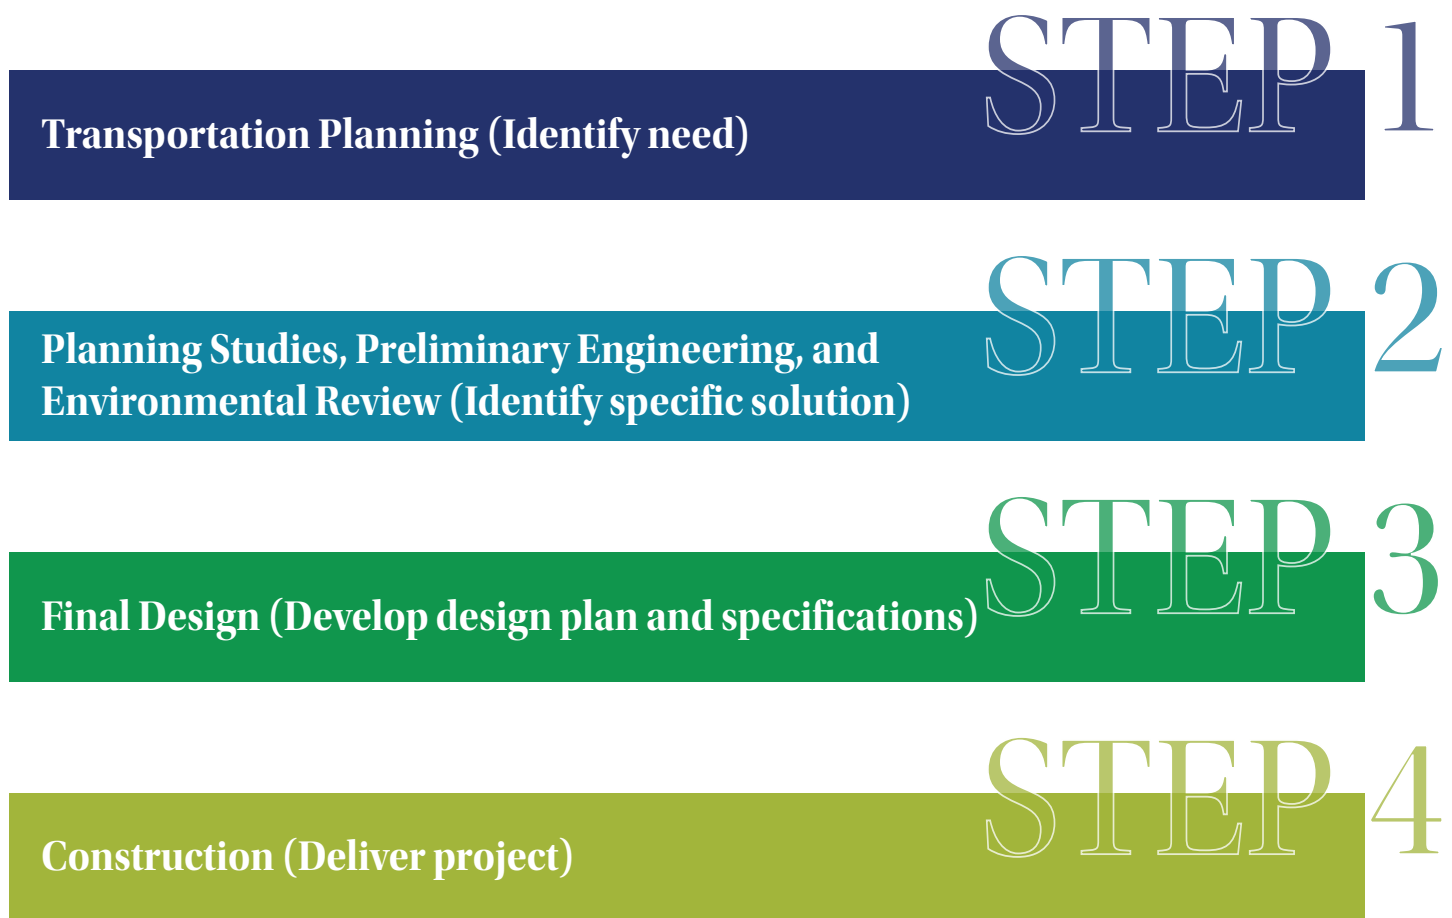 STEP 1
Transportation Planning (Identify need)
STEP 2
Planning Studies, Preliminary Engineering, and
Environmental Review (Identify specific solution)
STEP 3
Final Design (Develop design plan and specifications)
STEP 4
Construction (Deliver project)